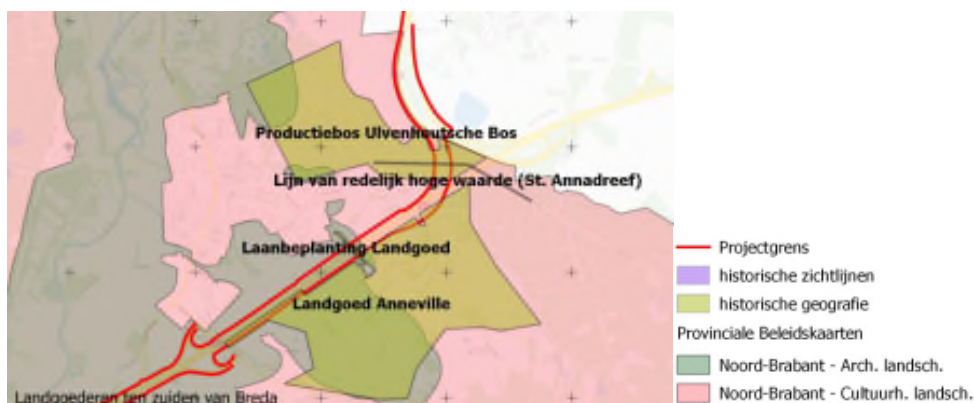 Productiebos Ulvenhoutsche Bos
Lijn van redelijk hoge waarde (St. Annadreef)
Laanbeplanting Landgoed
Landgoed Anneville
Landgoederen ten zuiden van Breda
Projectgrens
historische zichtlijnen
historische geografie
Provinciale Beleidskaarten
Noord-Brabant - Arch. landsch.
Noord-Brabant - Cultuurh. landsch.